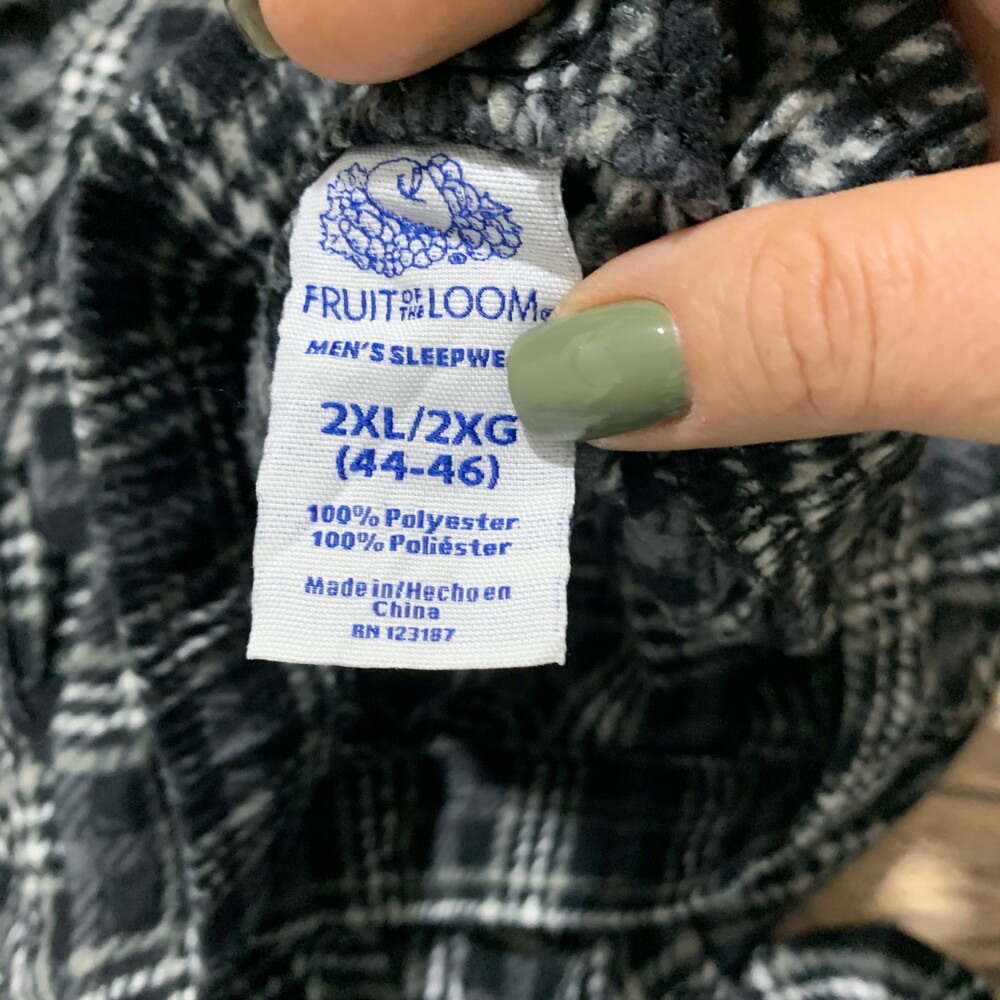 FRUIT OF THE LOOM®
MEN'S SLEEPWE
2XL/2XG
(44-46)
100% Polyester
100% Poliéster
Made in/Hecho en
China
RN 123187